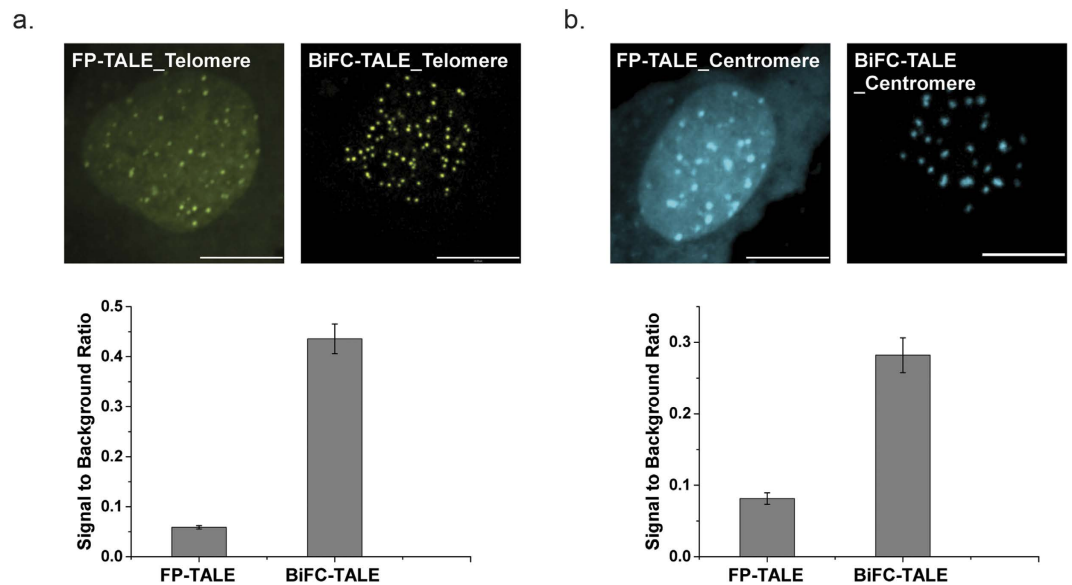 a.
FP-TALE_Telomere
BiFC-TALE_Telomere
Signal to Background Ratio
0.5
0.4
0.3
0.2
0.1
0.0
FP-TALE
BiFC-TALE
b.
FP-TALE_Centromere
BiFC-TALE
_Centromere
Signal to Background Ratio
0.3
0.2
0.1
0.0
FP-TALE
BiFC-TALE